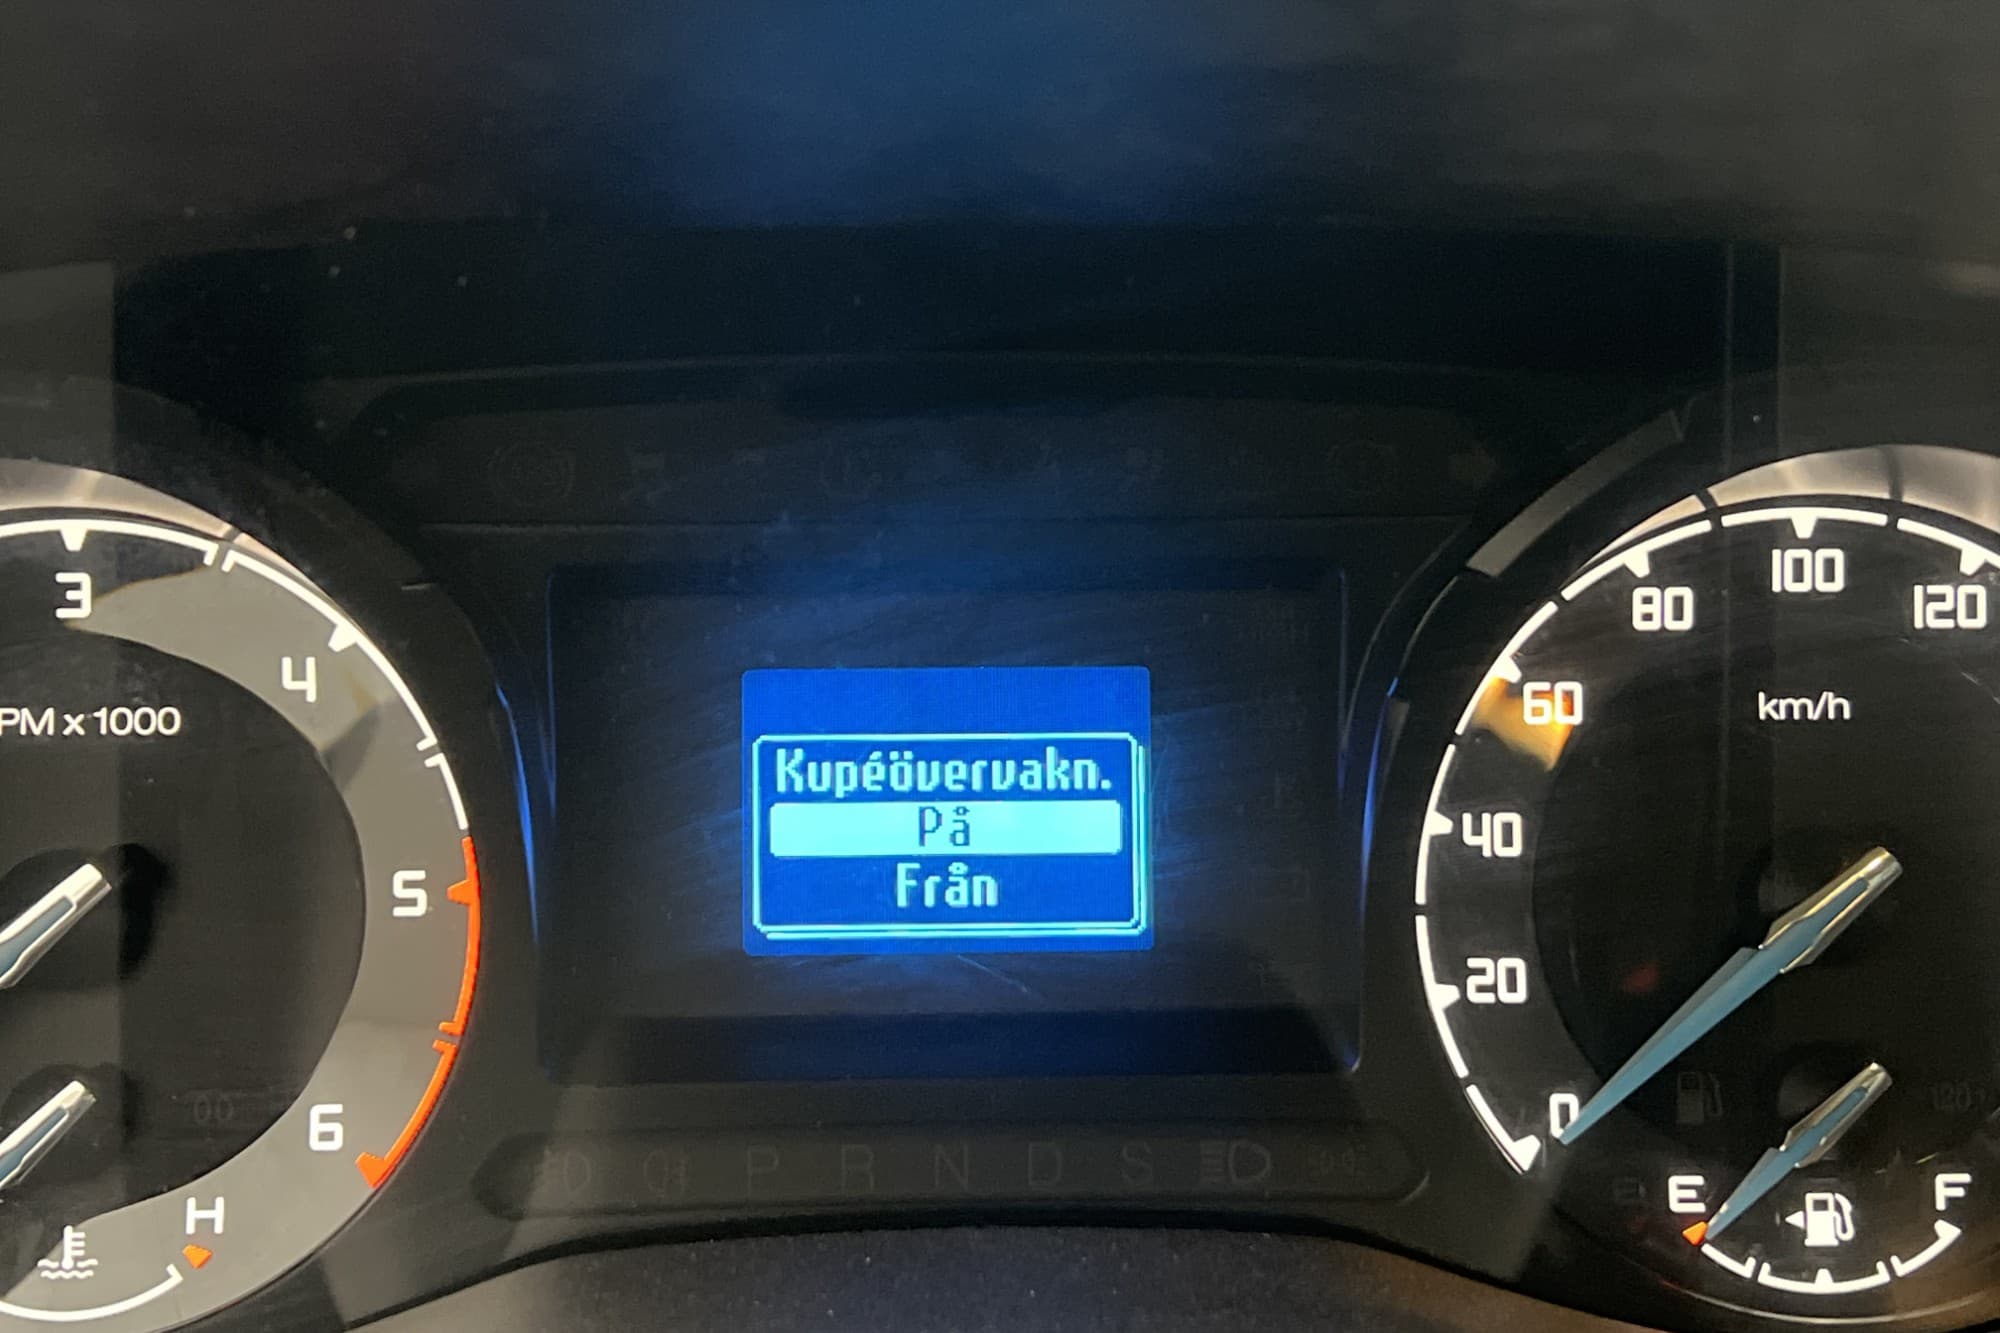 3
4
PM x 1000
5
6
H
Kupéövervakn.
På
Från
P R N D S
0
20
40
60
80
100
120
km/h
E
F